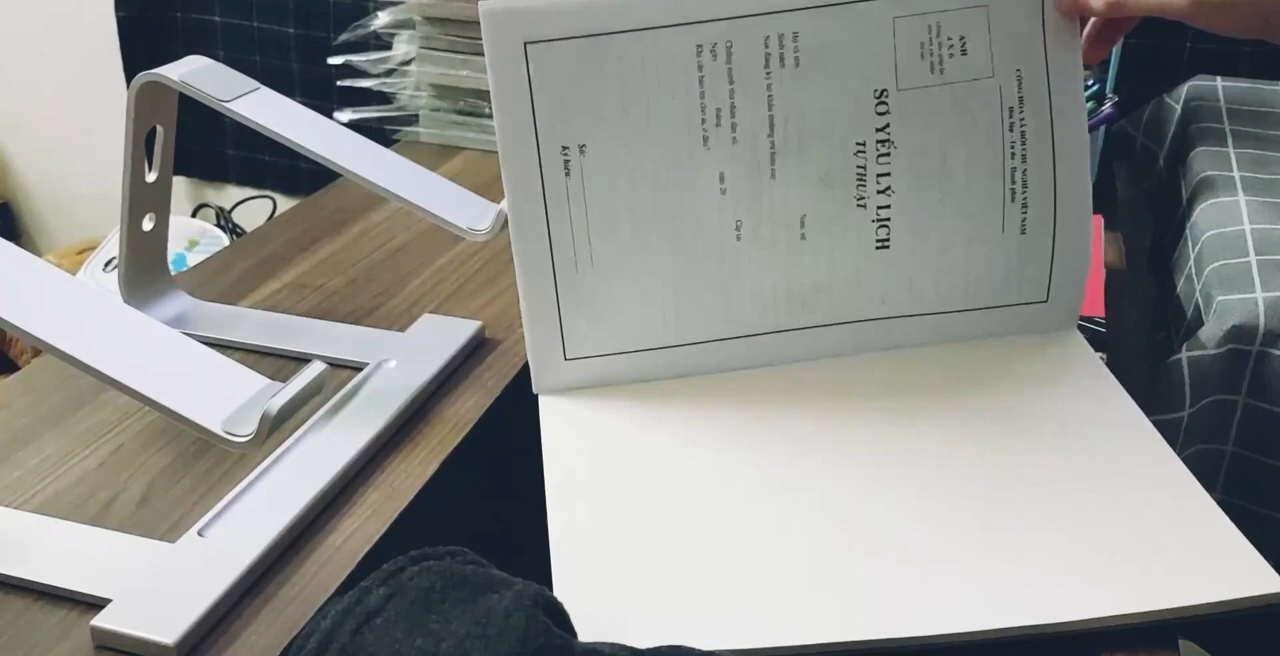 CỘNG HÒA XÃ HỘI CHỦ NGHĨA VIỆT NAM
Độc lập - Tự do - Hạnh phúc
ẢNH
4 X 6
SƠ YẾU LÝ LỊCH
TỰ THUẬT
Họ và tên Nam, nữ
Sinh năm
Nơi đăng ký hộ khẩu thường trú hiện nay
Chứng minh thư nhân dân số: Cấp tại
Ngày tháng năm 20
Khi cần báo tin cho ai, ở đâu?
Số:
Ký hiệu: